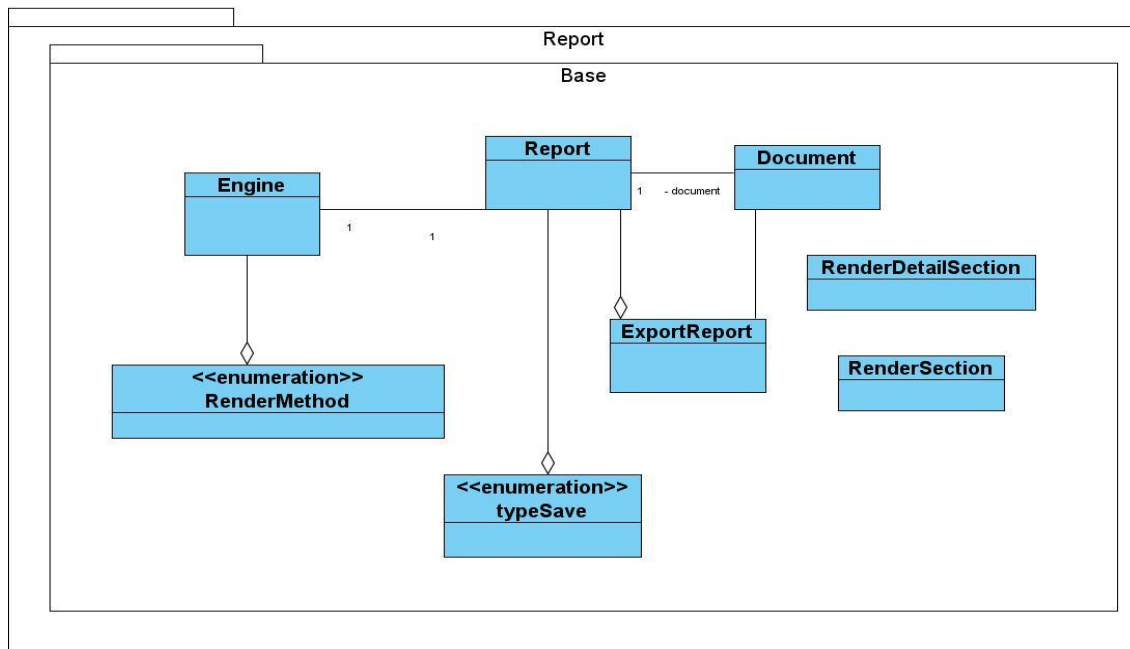 Report
Base
Report
Document
Engine
1 - document
1
1
RenderDetailSection
ExportReport
RenderSection
<<enumeration>>
RenderMethod
<<enumeration>>
typeSave